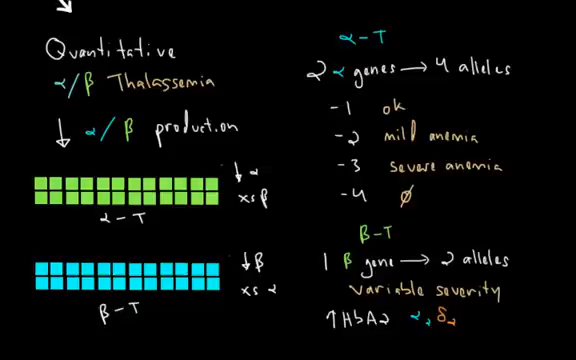 Quantitative
α/β Thalassemia
↓ α/β production
↓ α
xs β
α-T
↓β
xs α
β-T
α-T
2 α genes → 4 alleles
-1 ok
-2 mild anemia
-3 severe anemia
-4 Ø
β-T
1 β gene → 2 alleles
variable severity
↑HbA2 α₂ δ₂